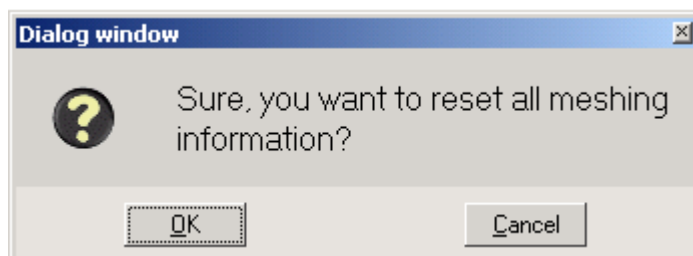 Dialog window
Sure, you want to reset all meshing
information?
OK
Cancel